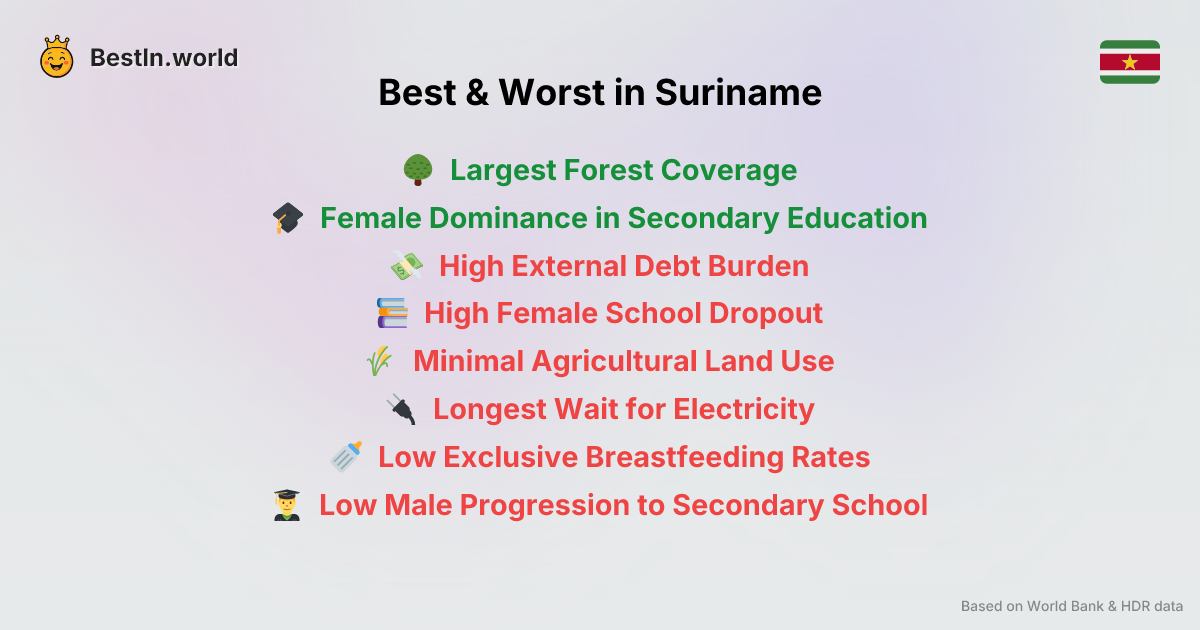 BestIn.world
Best & Worst in Suriname
Largest Forest Coverage
Female Dominance in Secondary Education
High External Debt Burden
High Female School Dropout
Minimal Agricultural Land Use
Longest Wait for Electricity
Low Exclusive Breastfeeding Rates
Low Male Progression to Secondary School
Based on World Bank & HDR data